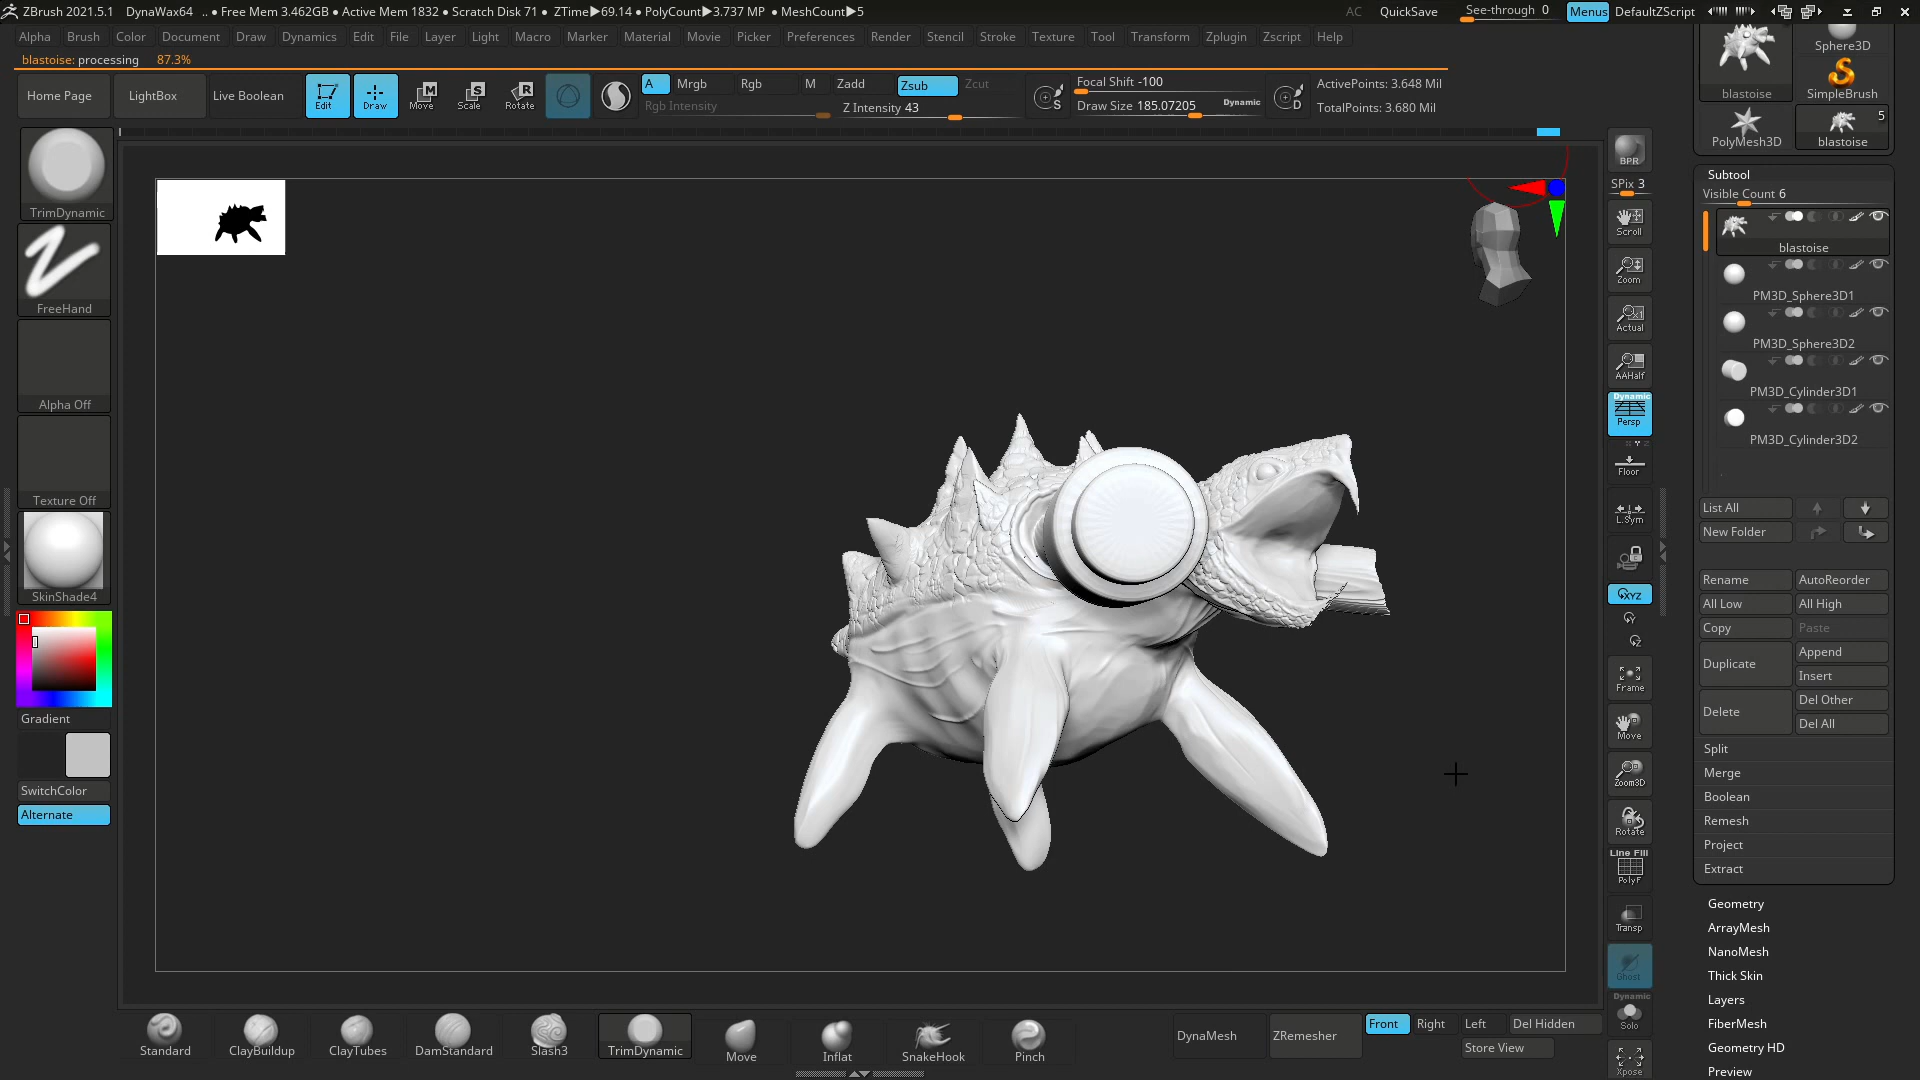 ZBrush 2021.5.1 DynaWax64 .. ● Free Mem 3.462GB ● Active Mem 1832 ● Scratch Disk 71 ● ZTime▶69.14 ● PolyCount▶3.737 MP ● MeshCount▶5 AC QuickSave See-through 0 Menus DefaultZScript
Alpha Brush Color Document Draw Dynamics Edit File Layer Light Macro Marker Material Movie Picker Preferences Render Stencil Stroke Texture Tool Transform Zplugin Zscript Help
blastoise: processing 87.3%
Home Page LightBox Live Boolean Edit Draw Move Scale Rotate
A Mrgb Rgb M Zadd Zsub Zcut
Rgb Intensity Z Intensity 43
S Focal Shift -100
Draw Size 185.07205 Dynamic
D ActivePoints: 3.648 Mil
TotalPoints: 3.680 Mil
TrimDynamic
FreeHand
Alpha Off
Texture Off
SkinShade4
Gradient
SwitchColor
Alternate
BPR
SPix 3
Scroll
Zoom
Actual
AAHalf
Dynamic
Persp
Floor
L.Sym
XYZ
Y
Z
Frame
Move
Zoom3D
Rotate
Line Fill
PolyF
Transp
Ghost
Dynamic
Solo
Xpose
blastoise
Sphere3D
SimpleBrush
PolyMesh3D
5
blastoise
Subtool
Visible Count 6
blastoise
PM3D_Sphere3D1
PM3D_Sphere3D2
PM3D_Cylinder3D1
PM3D_Cylinder3D2
List All
New Folder
Rename AutoReorder
All Low All High
Copy Paste
Duplicate Append
Insert
Delete Del Other
Del All
Split
Merge
Boolean
Remesh
Project
Extract
Geometry
ArrayMesh
NanoMesh
Thick Skin
Layers
FiberMesh
Geometry HD
Preview
Standard ClayBuildup ClayTubes DamStandard Slash3 TrimDynamic Move Inflat SnakeHook Pinch
DynaMesh ZRemesher Front Right Left Del Hidden
Store View